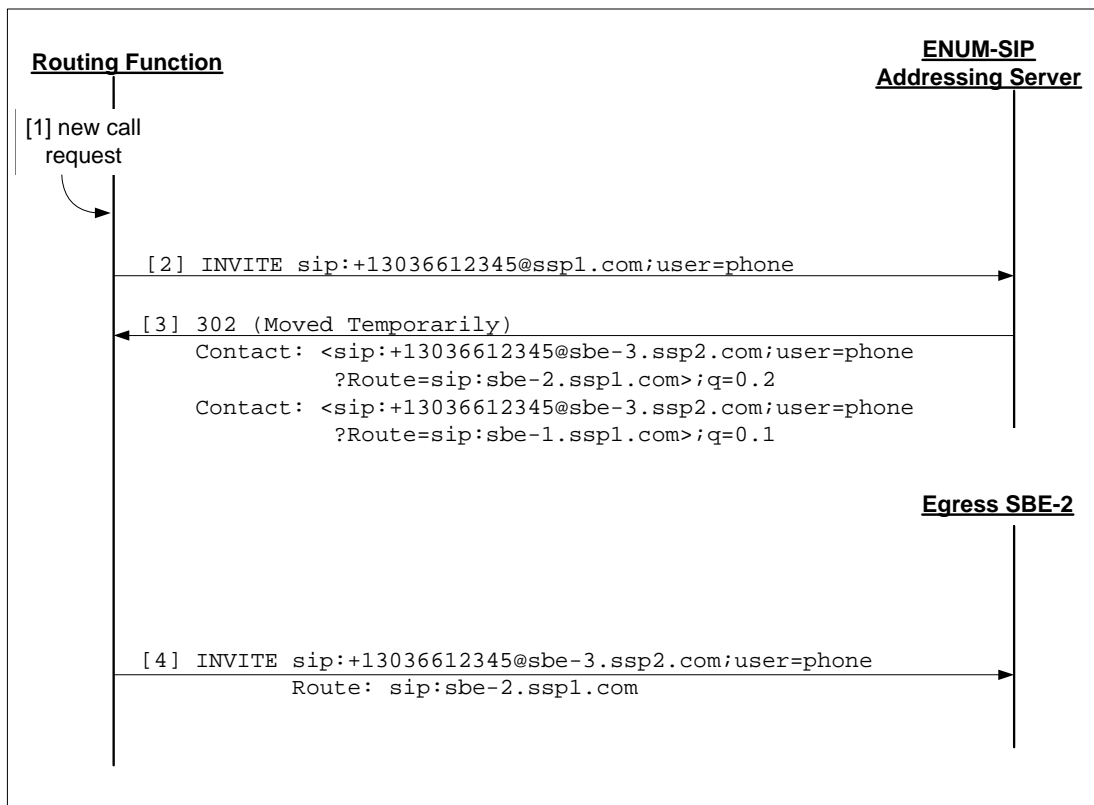 Routing Function
ENUM-SIP
Addressing Server
[1] new call
request
[2] INVITE sip:+13036612345@ssp1.com;user=phone
[3] 302 (Moved Temporarily)
Contact: <sip:+13036612345@sbe-3.ssp2.com;user=phone
?Route=sip:sbe-2.ssp1.com>;q=0.2
Contact: <sip:+13036612345@sbe-3.ssp2.com;user=phone
?Route=sip:sbe-1.ssp1.com>;q=0.1
Egress SBE-2
[4] INVITE sip:+13036612345@sbe-3.ssp2.com;user=phone
Route: sip:sbe-2.ssp1.com